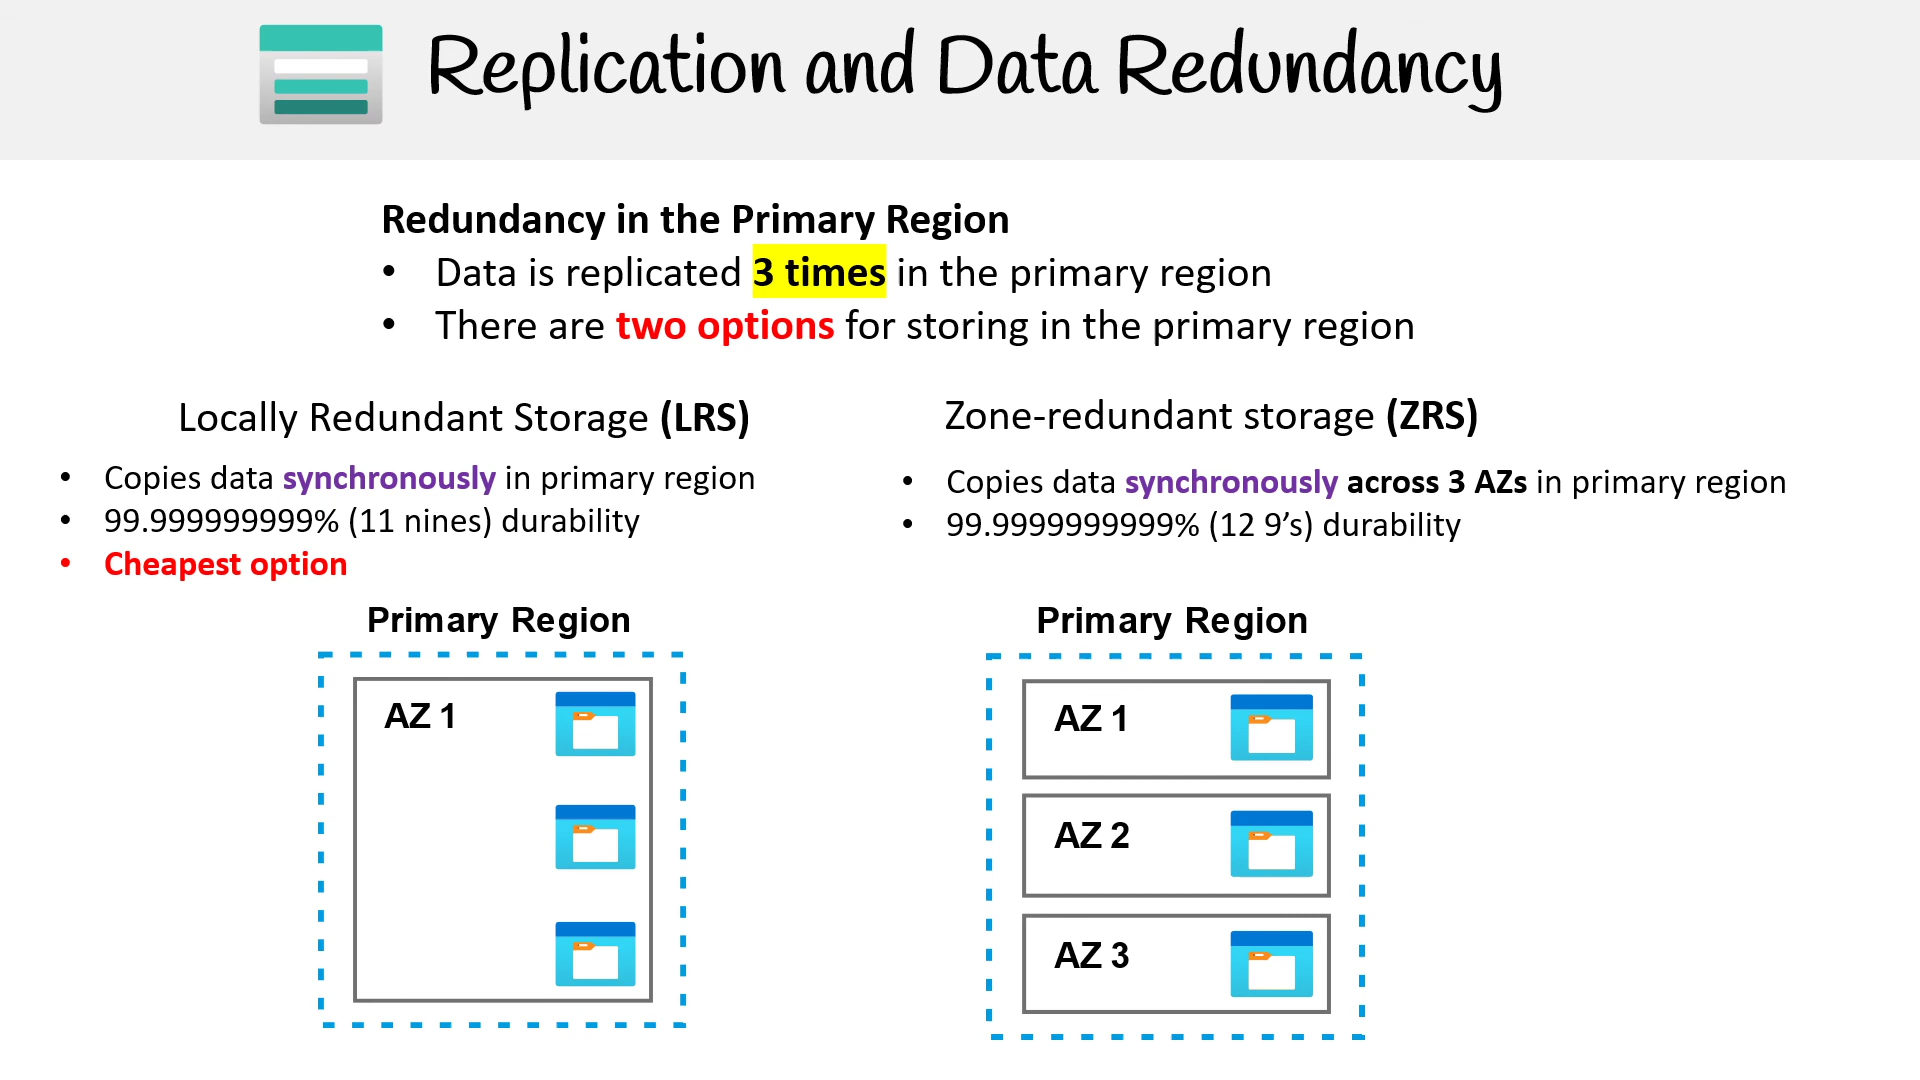 Replication and Data Redundancy
Redundancy in the Primary Region
• Data is replicated 3 times in the primary region
• There are two options for storing in the primary region
Locally Redundant Storage (LRS)
• Copies data synchronously in primary region
• 99.999999999% (11 nines) durability
• Cheapest option
Primary Region
AZ 1
Zone-redundant storage (ZRS)
• Copies data synchronously across 3 AZs in primary region
• 99.9999999999% (12 9’s) durability
Primary Region
AZ 1
AZ 2
AZ 3